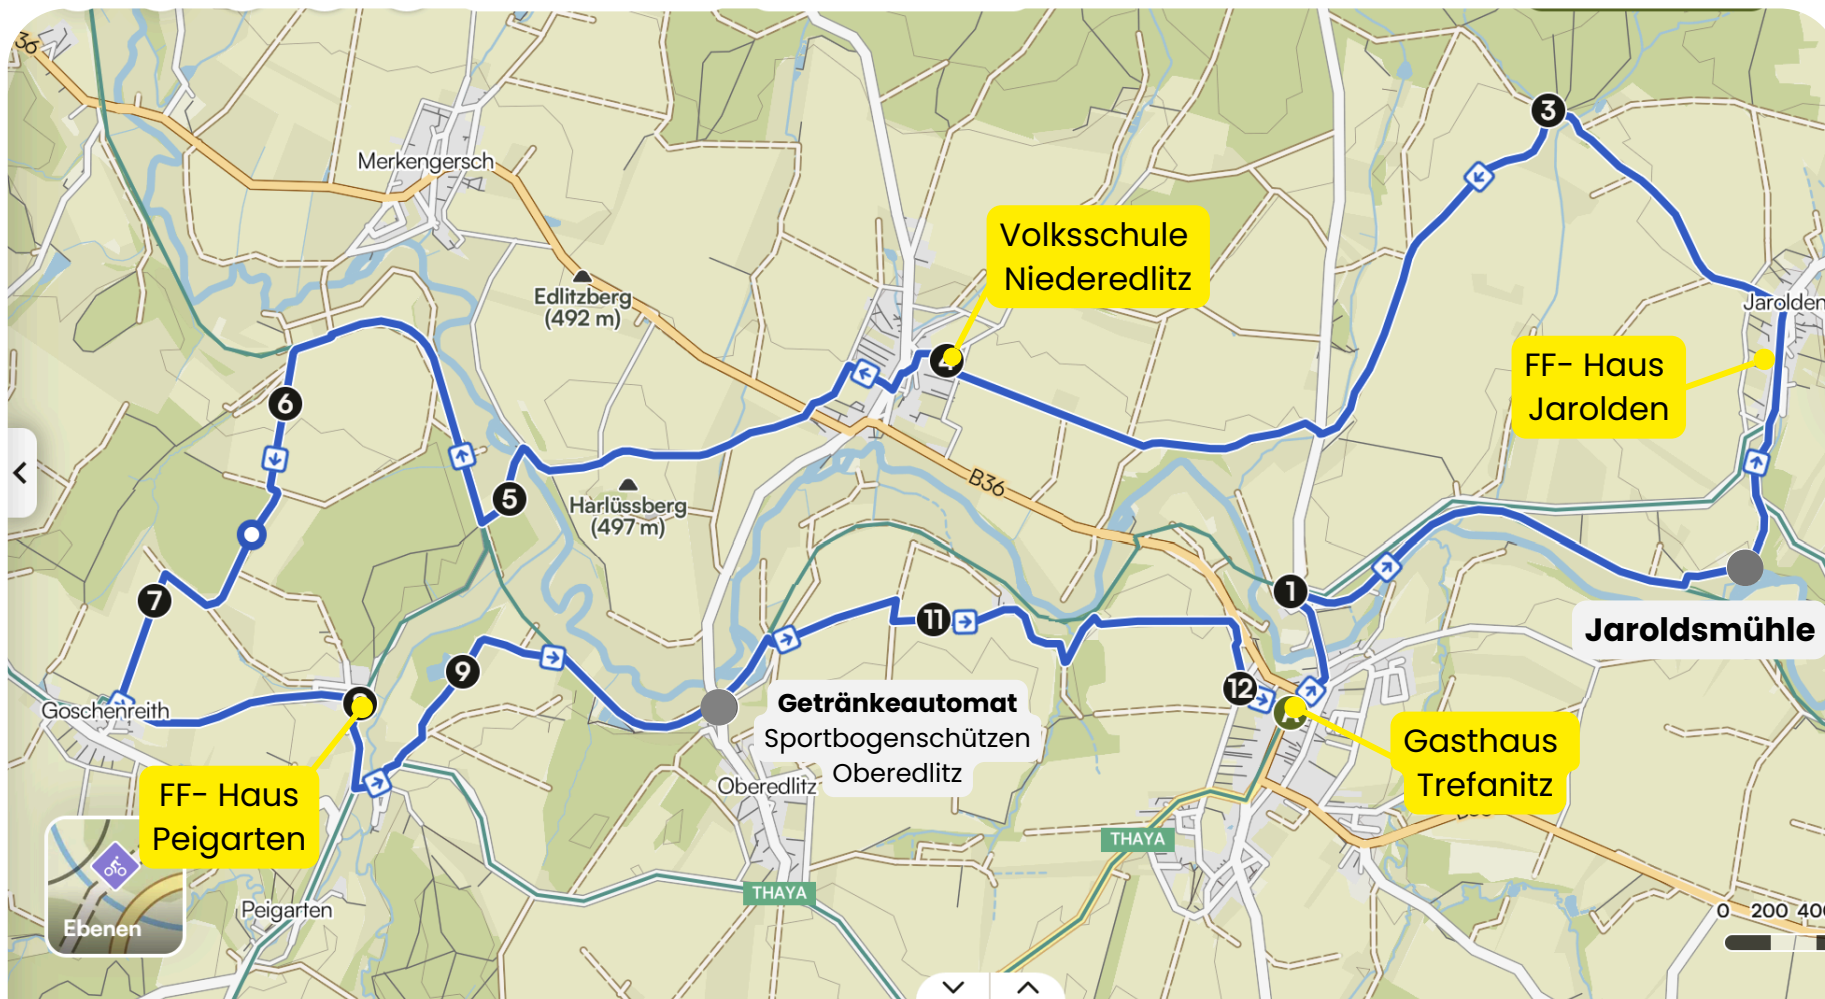 36
3
Merkengersch
Volksschule
Niederedlitz
Edlitzberg
(492 m)
Jarolden
4
FF- Haus
Jarolden
6
B36
5
Harlüssberg
(497 m)
7
1
11
Jaroldsmühle
9
12
Goschenreith
Getränkeautomat
Sportbogenschützen
Oberedlitz
A
Gasthaus
Trefanitz
Oberedlitz
FF- Haus
Peigarten
THAYA
THAYA
Peigarten
Ebenen
0 200 400